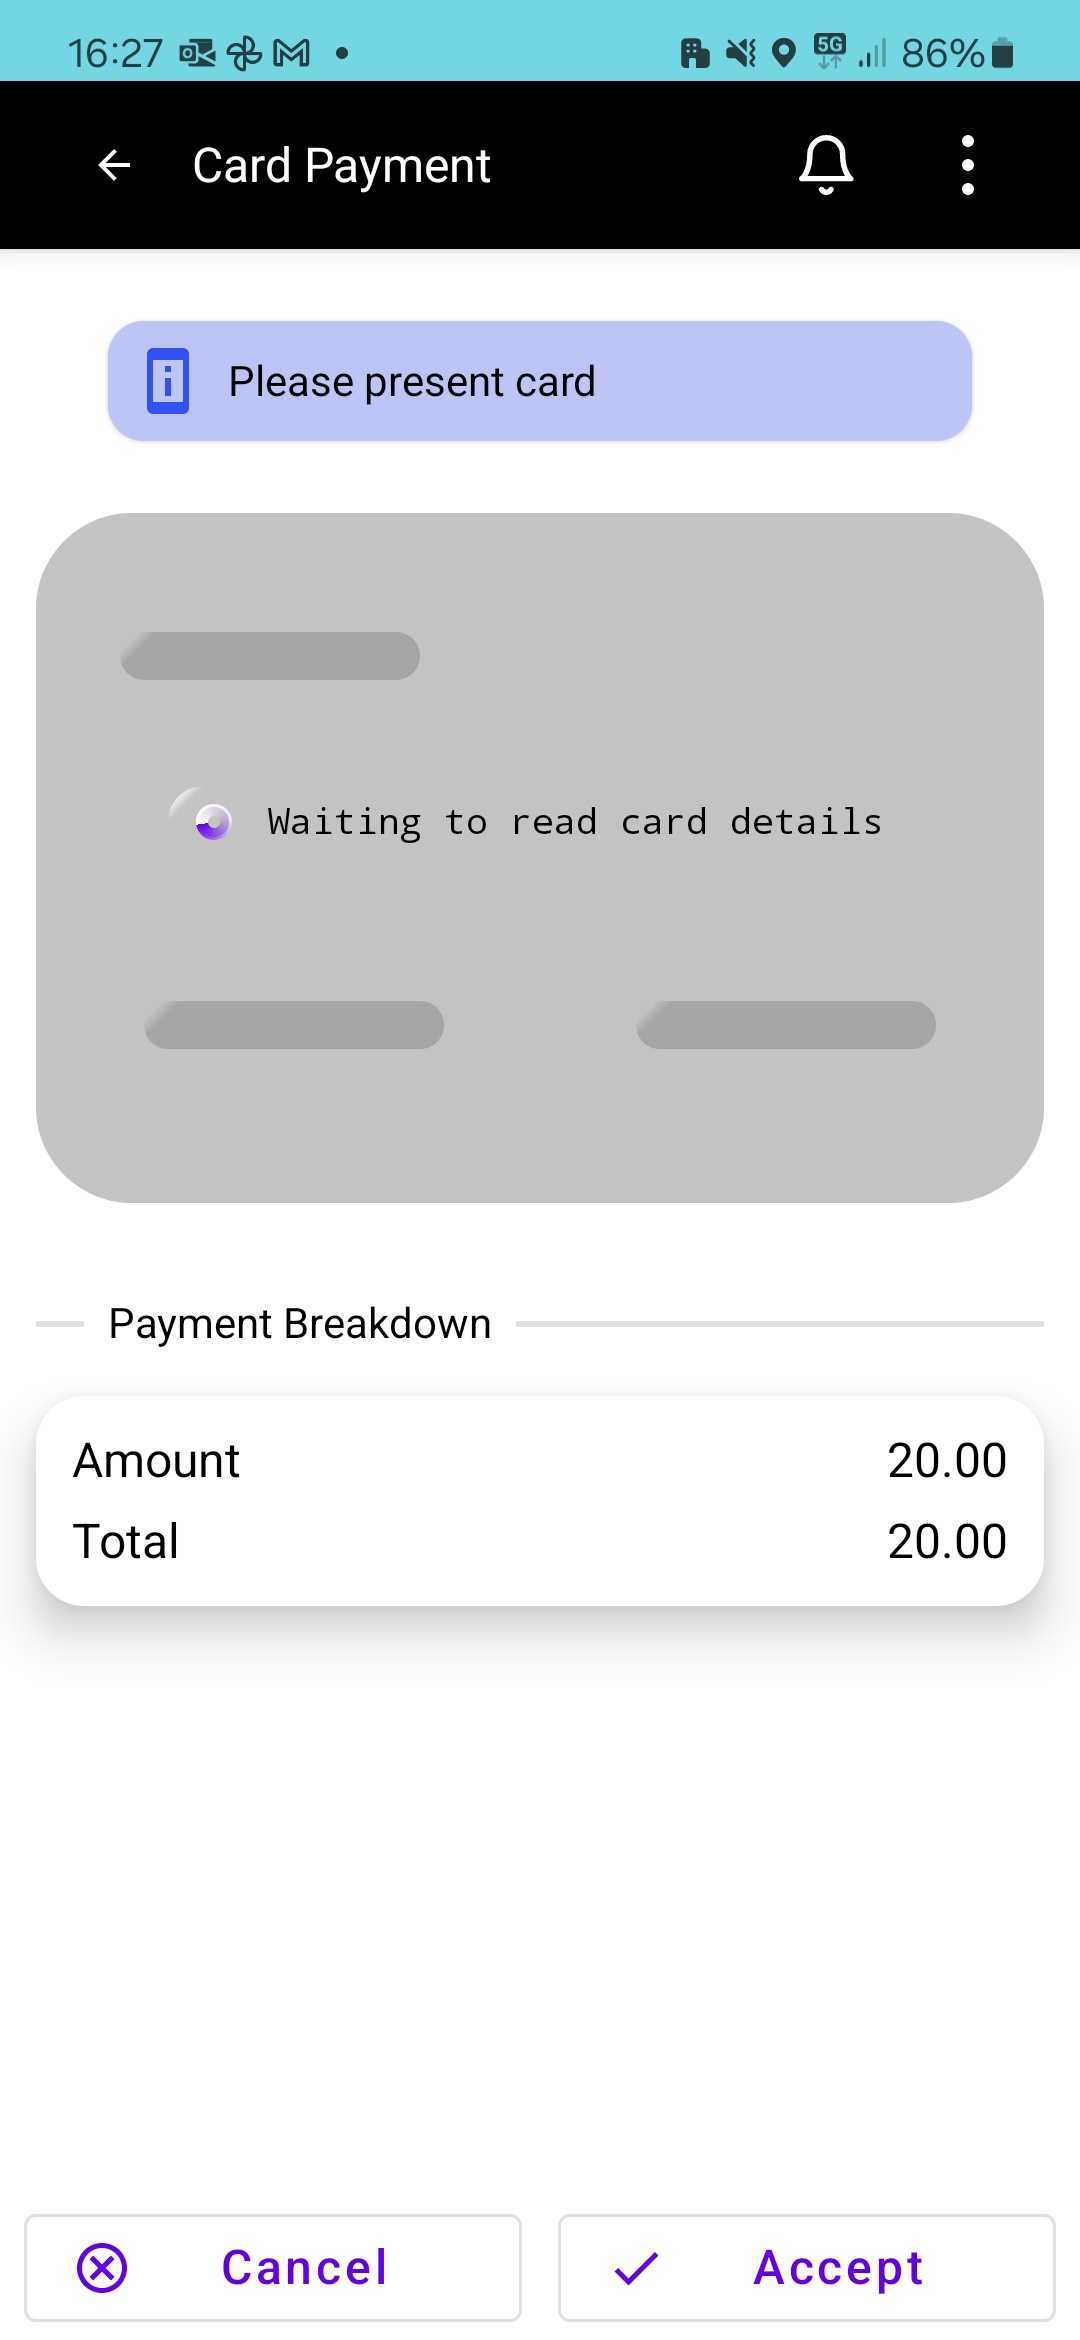 16:27 5G 86%
Card Payment
Please present card
Waiting to read card details
Payment Breakdown
Amount 20.00
Total 20.00
Cancel Accept